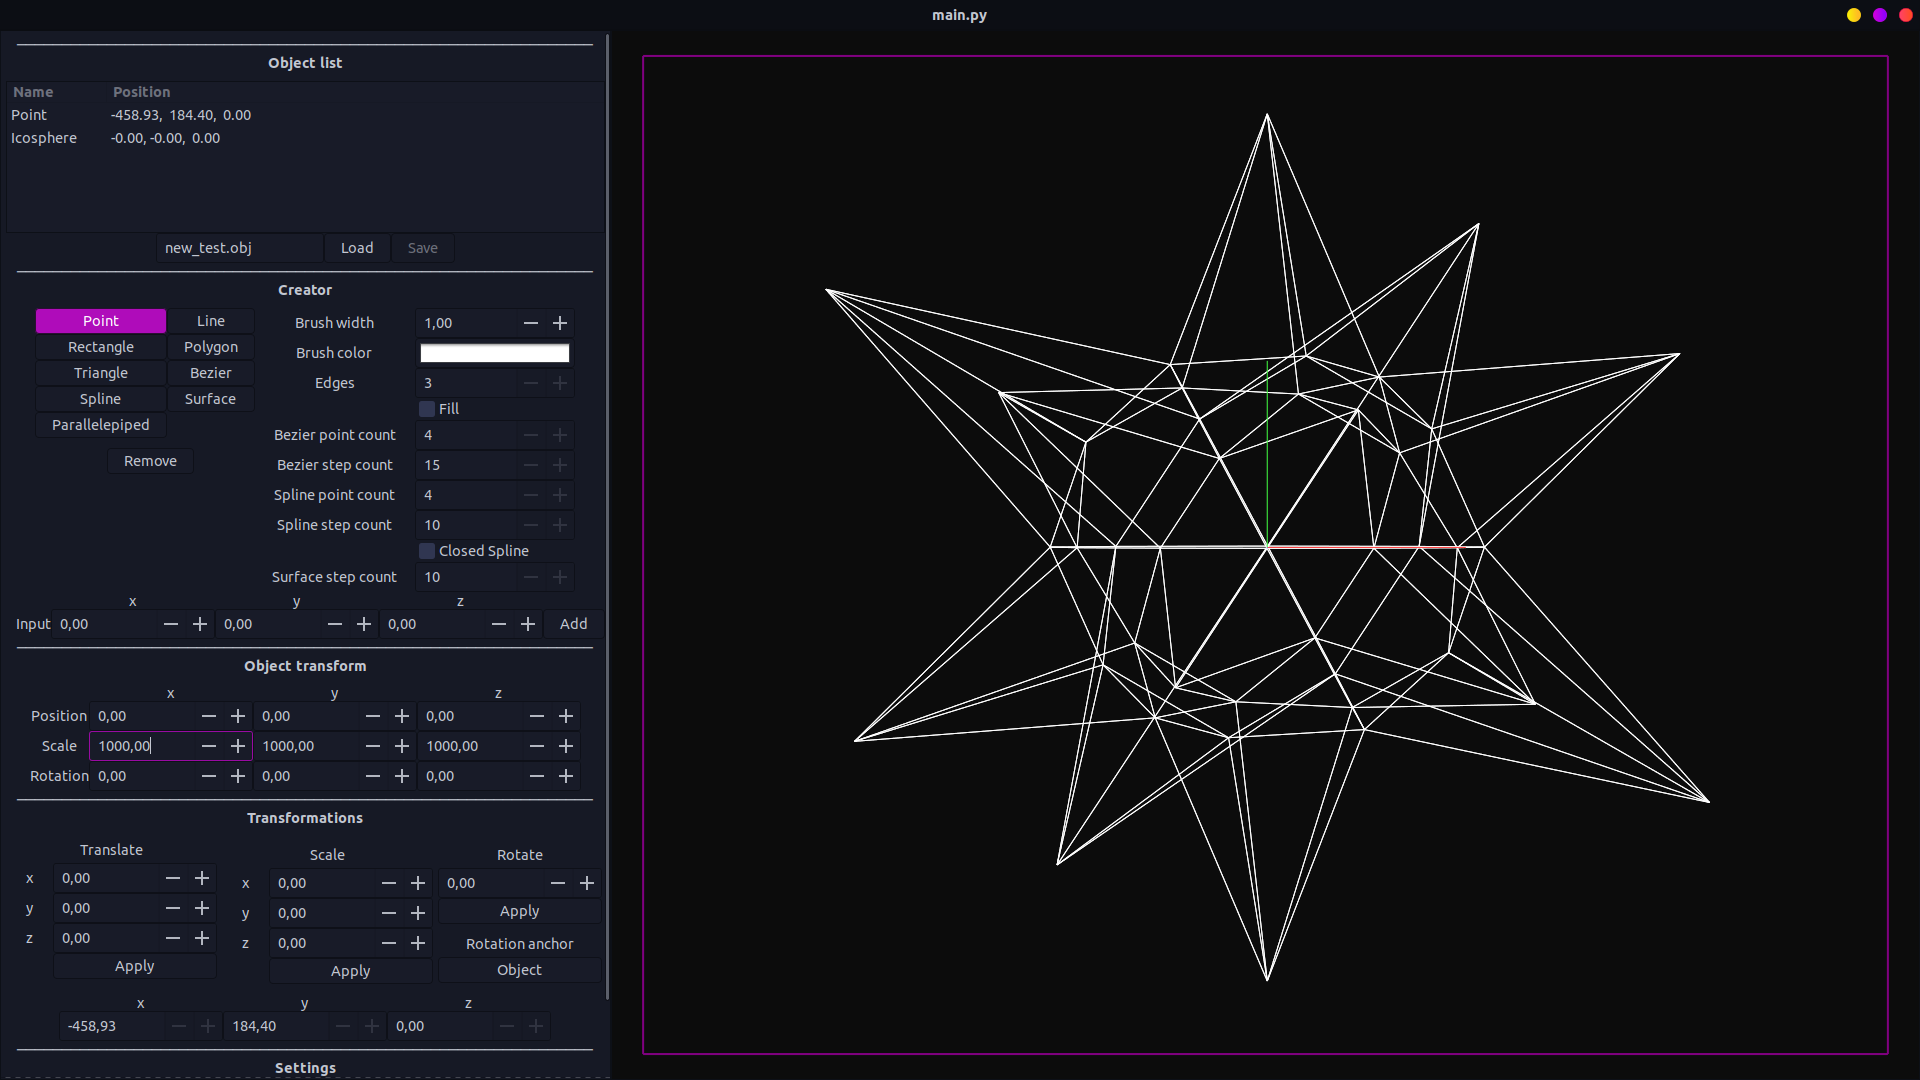 main.py
Object list
Name Position
Point -458.93, 184.40, 0.00
Icosphere -0.00, -0.00, 0.00
new_test.obj Load Save
Creator
Point Line
Rectangle Polygon
Triangle Bezier
Spline Surface
Parallelepiped
Remove
Brush width 1,00
Brush color
Edges 3
Fill
Bezier point count 4
Bezier step count 15
Spline point count 4
Spline step count 10
Closed Spline
Surface step count 10
x y z
Input 0,00 0,00 0,00 Add
Object transform
x y z
Position 0,00 0,00 0,00
Scale 1000,00 1000,00 1000,00
Rotation 0,00 0,00 0,00
Transformations
Translate
x 0,00
y 0,00
z 0,00
Apply
Scale
x 0,00
y 0,00
z 0,00
Apply
Rotate
0,00
Apply
Rotation anchor
Object
x y z
-458,93 184,40 0,00
Settings